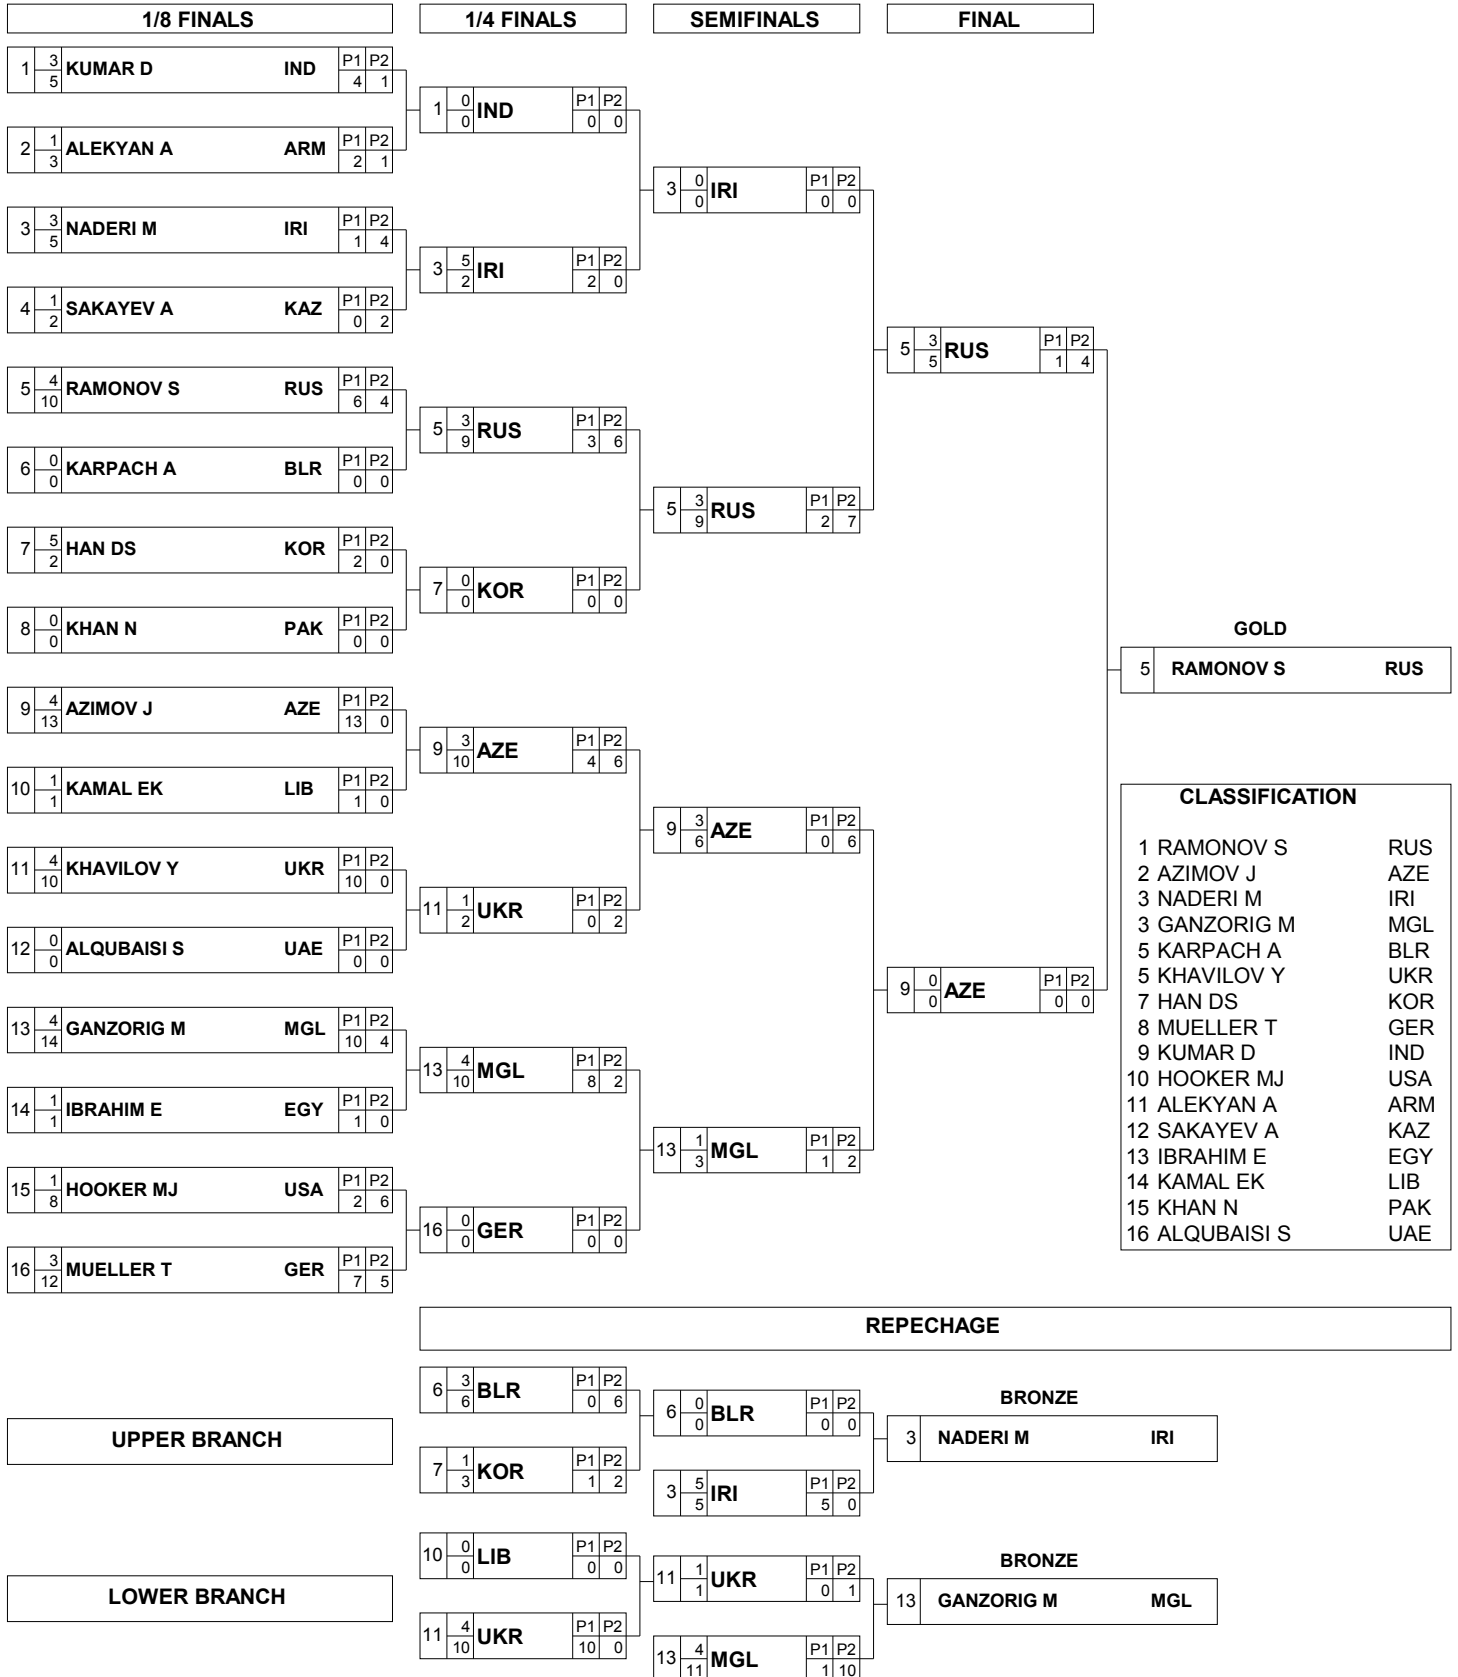 1/8 FINALS 1/4 FINALS SEMIFINALS FINAL
1 3 5 KUMAR D IND P1 P2 4 1
2 1 3 ALEKYAN A ARM P1 P2 2 1
3 3 5 NADERI M IRI P1 P2 1 4
4 1 2 SAKAYEV A KAZ P1 P2 0 2
5 4 10 RAMONOV S RUS P1 P2 6 4
6 0 0 KARPACH A BLR P1 P2 0 0
7 5 2 HAN DS KOR P1 P2 2 0
8 0 0 KHAN N PAK P1 P2 0 0
9 4 13 AZIMOV J AZE P1 P2 13 0
10 1 1 KAMAL EK LIB P1 P2 1 0
11 4 10 KHAVILOV Y UKR P1 P2 10 0
12 0 0 ALQUBAISI S UAE P1 P2 0 0
13 4 14 GANZORIG M MGL P1 P2 10 4
14 1 1 IBRAHIM E EGY P1 P2 1 0
15 1 8 HOOKER MJ USA P1 P2 2 6
16 3 12 MUELLER T GER P1 P2 7 5
1 0 0 IND P1 P2 0 0
3 5 2 IRI P1 P2 2 0
5 3 9 RUS P1 P2 3 6
7 0 0 KOR P1 P2 0 0
9 3 10 AZE P1 P2 4 6
11 1 2 UKR P1 P2 0 2
13 4 10 MGL P1 P2 8 2
16 0 0 GER P1 P2 0 0
3 0 0 IRI P1 P2 0 0
5 3 9 RUS P1 P2 2 7
9 3 6 AZE P1 P2 0 6
13 1 3 MGL P1 P2 1 2
5 3 5 RUS P1 P2 1 4
9 0 0 AZE P1 P2 0 0
GOLD
5 RAMONOV S RUS
CLASSIFICATION
1 RAMONOV S RUS
2 AZIMOV J AZE
3 NADERI M IRI
3 GANZORIG M MGL
5 KARPACH A BLR
5 KHAVILOV Y UKR
7 HAN DS KOR
8 MUELLER T GER
9 KUMAR D IND
10 HOOKER MJ USA
11 ALEKYAN A ARM
12 SAKAYEV A KAZ
13 IBRAHIM E EGY
14 KAMAL EK LIB
15 KHAN N PAK
16 ALQUBAISI S UAE
REPECHAGE
UPPER BRANCH
6 3 6 BLR P1 P2 0 6
7 1 3 KOR P1 P2 1 2
6 0 0 BLR P1 P2 0 0
3 5 5 IRI P1 P2 5 0
BRONZE
3 NADERI M IRI
LOWER BRANCH
10 0 0 LIB P1 P2 0 0
11 4 10 UKR P1 P2 10 0
11 1 1 UKR P1 P2 0 1
13 4 11 MGL P1 P2 1 10
BRONZE
13 GANZORIG M MGL